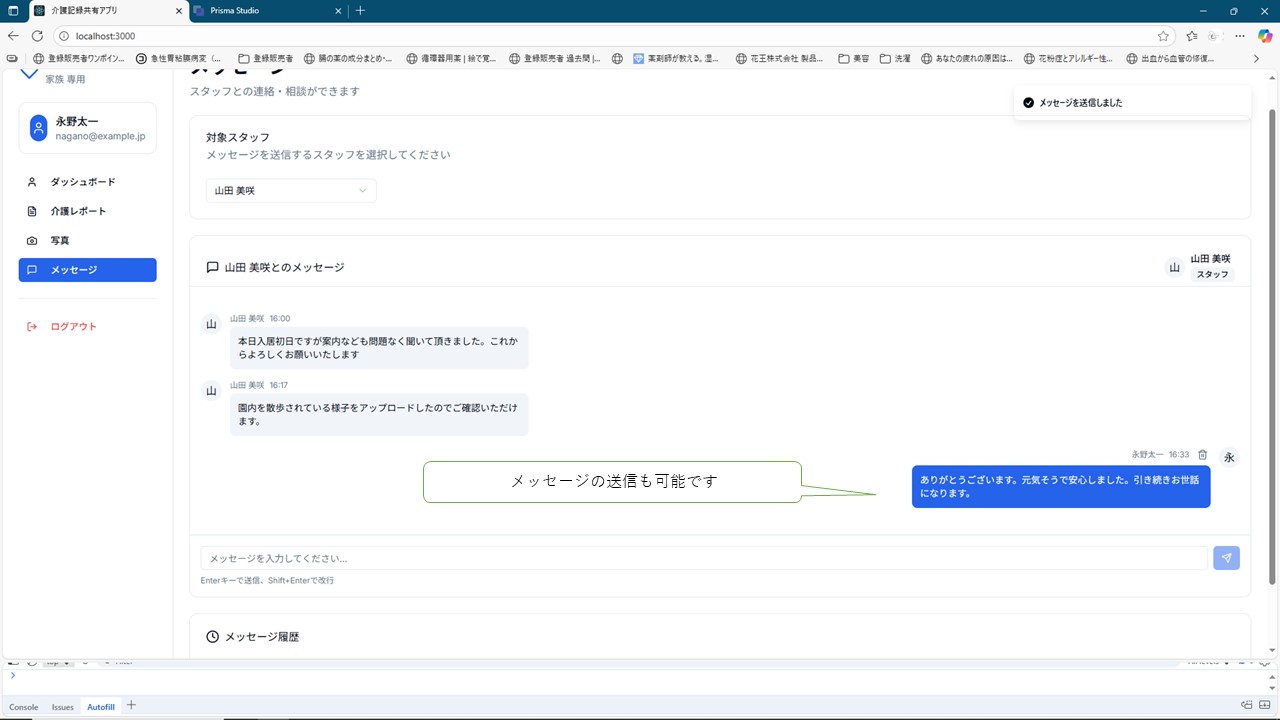 介護記録共有アプリ
Prisma Studio
localhost:3000
登録販売者ワンポイン...
急性胃粘膜病変（...
登録販売者
腸の薬の成分まとめ-...
循環器用薬 | 絵で覚...
登録販売者 過去問 |...
薬剤師が教える。湿...
花王株式会社 製品...
美容
洗濯
あなたの疲れの原因は...
花粉症とアレルギー性...
出血から血管の修復...
家族 専用
メッセージ
スタッフとの連絡・相談ができます
メッセージを送信しました
永野太一
nagano@example.jp
ダッシュボード
介護レポート
写真
メッセージ
ログアウト
対象スタッフ
メッセージを送信するスタッフを選択してください
山田 美咲
山田 美咲とのメッセージ
山
山田 美咲
スタッフ
山
山田 美咲 16:00
本日入居初日ですが案内なども問題なく聞いて頂きました。これか
らよろしくお願いいたします
山
山田 美咲 16:17
園内を散歩されている様子をアップロードしたのでご確認いただけ
ます。
永野太一 16:33
永
ありがとうございます。元気そうで安心しました。引き続きお世話
になります。
メッセージの送信も可能です
メッセージを入力してください...
Enterキーで送信、Shift+Enterで改行
メッセージ履歴
Console
Issues
Autofill